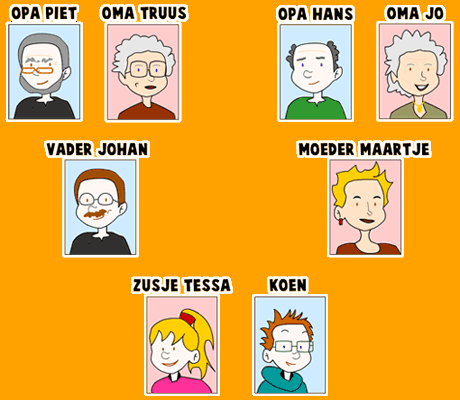 OPA PIET
OMA TRUUS
OPA HANS
OMA JO
VADER JOHAN
MOEDER MAARTJE
ZUSJE TESSA
KOEN